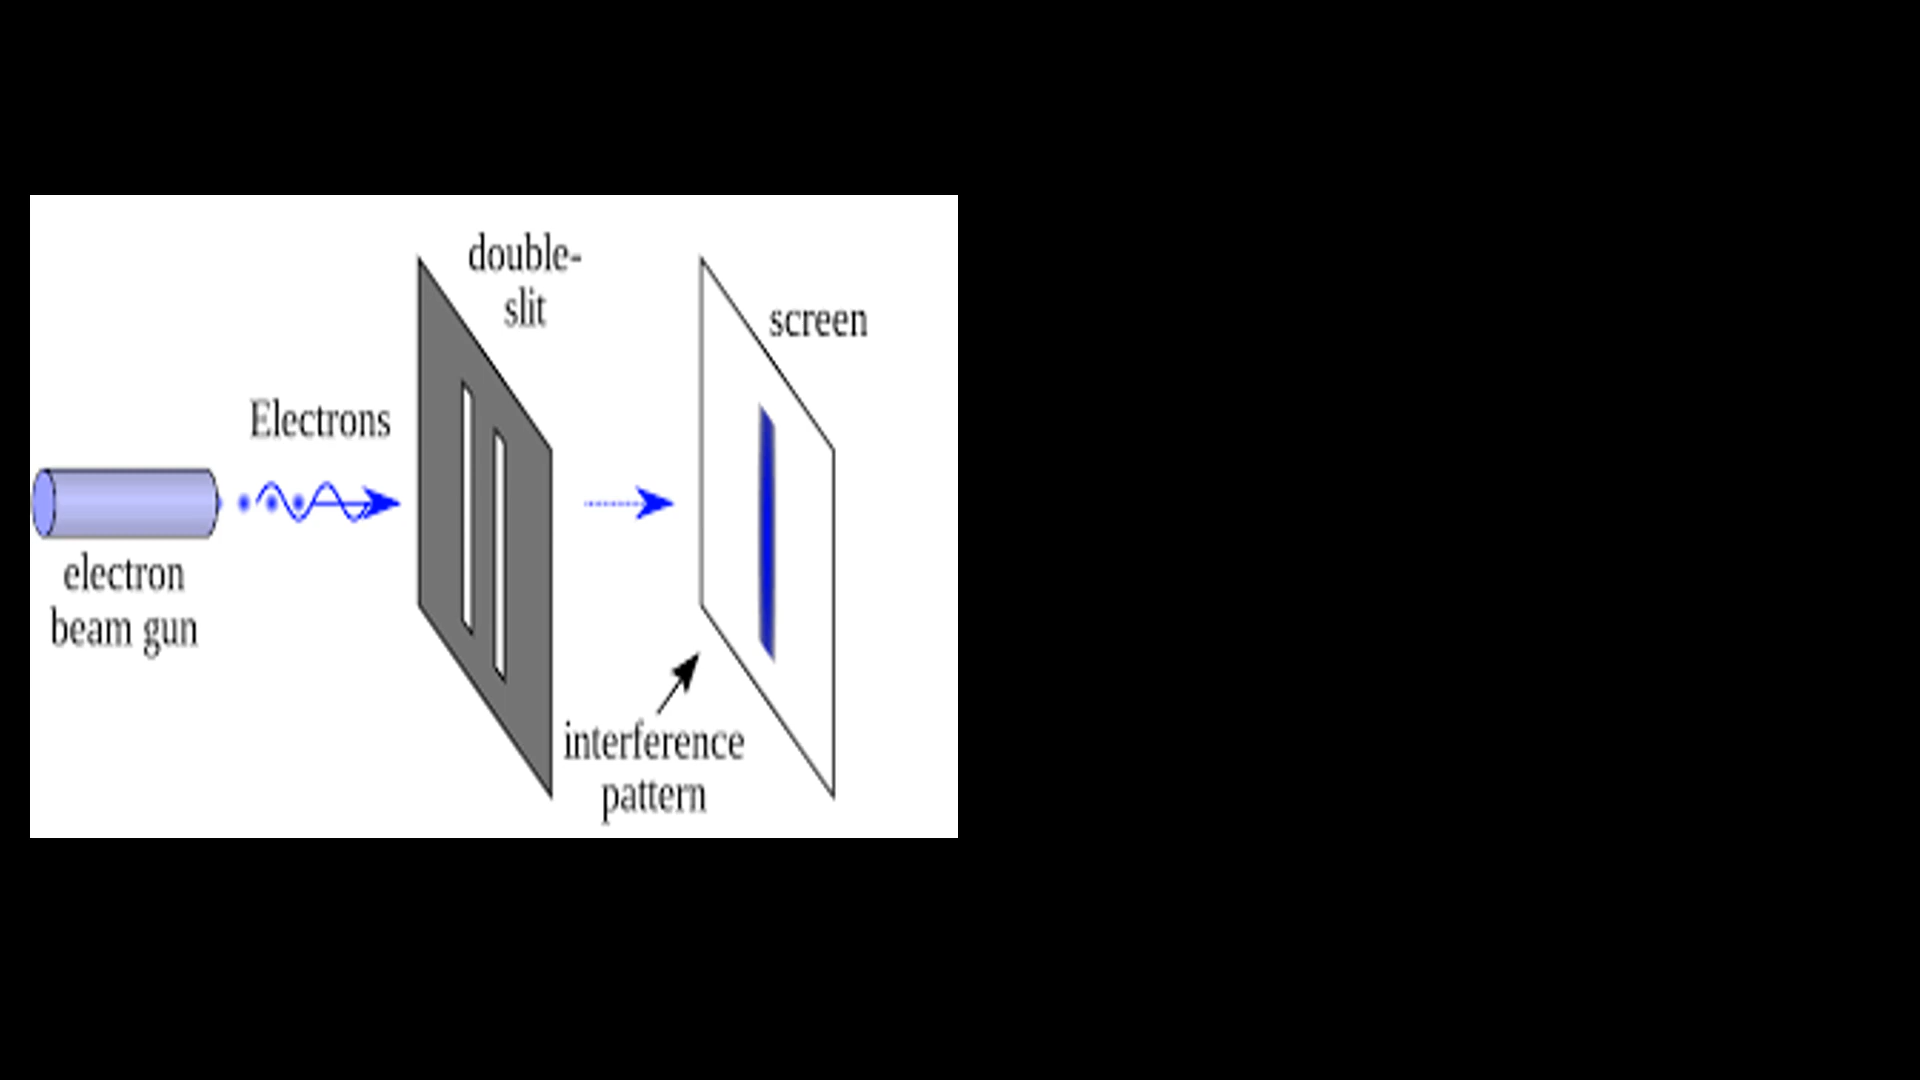 double-
slit
screen
Electrons
electron
beam gun
interference
pattern